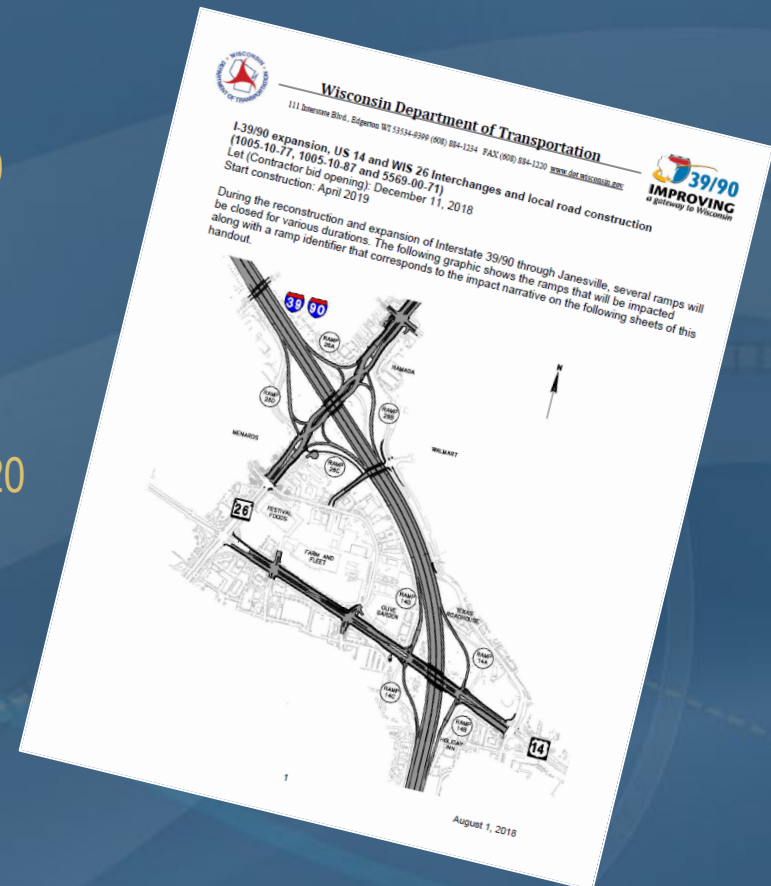 20
WISCONSIN
DEPARTMENT OF TRANSPORTATION
Wisconsin Department of Transportation
111 Interstate Blvd., Edgerton WI 53534-9399 (608) 884-1234 FAX (608) 884-1220 www.dot.wisconsin.gov
39/90
IMPROVING
a gateway to Wisconsin
I-39/90 expansion, US 14 and WIS 26 Interchanges and local road construction
(1005-10-77, 1005-10-87 and 5569-00-71)
Let (Contractor bid opening): December 11, 2018
Start construction: April 2019
During the reconstruction and expansion of Interstate 39/90 through Janesville, several ramps will
be closed for various durations. The following graphic shows the ramps that will be impacted
along with a ramp identifier that corresponds to the impact narrative on the following sheets of this
handout.
39 90
N
RAMP
26A
RAMADA
RAMP
26D
RAMP
26B
MENARDS
WALMART
RAMP
26C
26
FESTIVAL
FOODS
FARM AND
FLEET
RAMP
14D
OLIVE
GARDEN
TEXAS
ROADHOUSE
RAMP
14A
RAMP
14C
RAMP
14B
HOLIDAY
INN
14
1
August 1, 2018